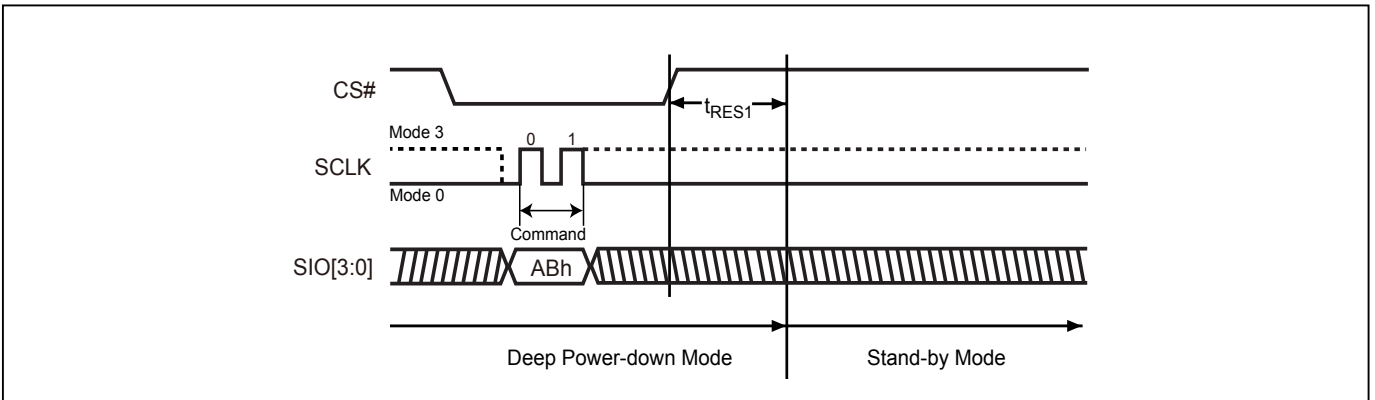 CS#
tRES1
Mode 3
0 1
SCLK
Mode 0
Command
SIO[3:0]
ABh
Deep Power-down Mode
Stand-by Mode